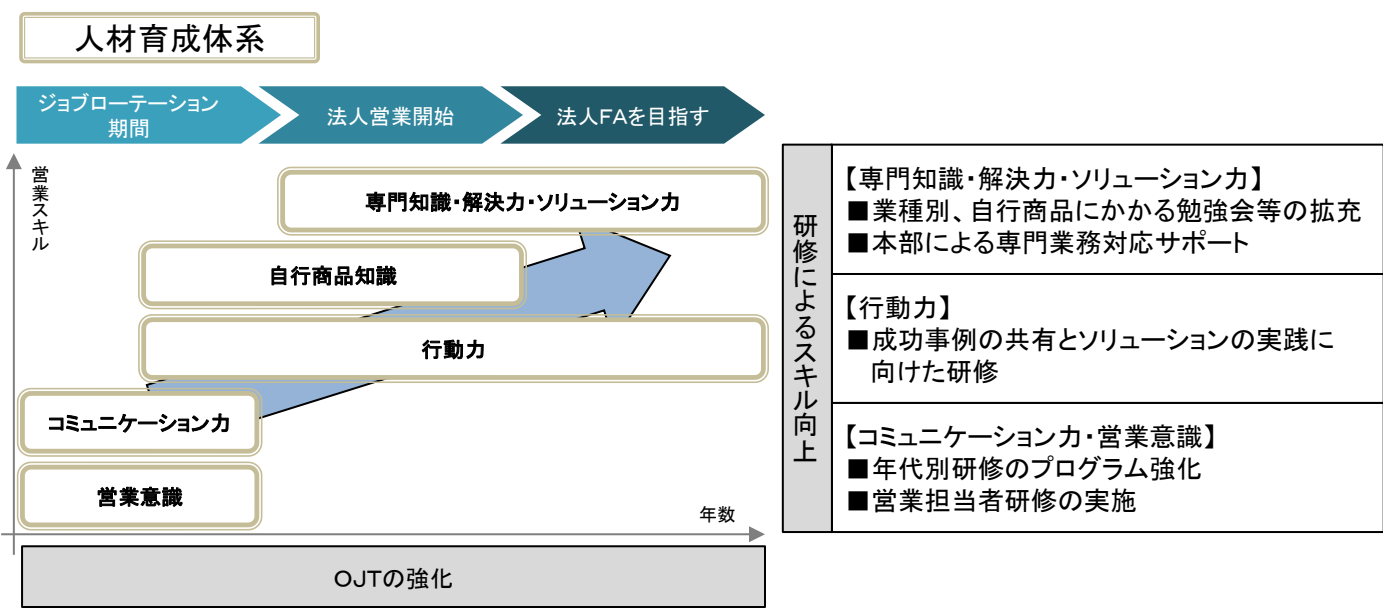 人材育成体系
ジョブローテーション
期間
法人営業開始
法人FAを目指す
営業スキル
専門知識・解決力・ソリューション力
自行商品知識
行動力
コミュニケーション力
営業意識
年数
OJTの強化
研修によるスキル向上
【専門知識・解決力・ソリューション力】
■業種別、自行商品にかかる勉強会等の拡充
■本部による専門業務対応サポート
【行動力】
■成功事例の共有とソリューションの実践に
向けた研修
【コミュニケーション力・営業意識】
■年代別研修のプログラム強化
■営業担当者研修の実施